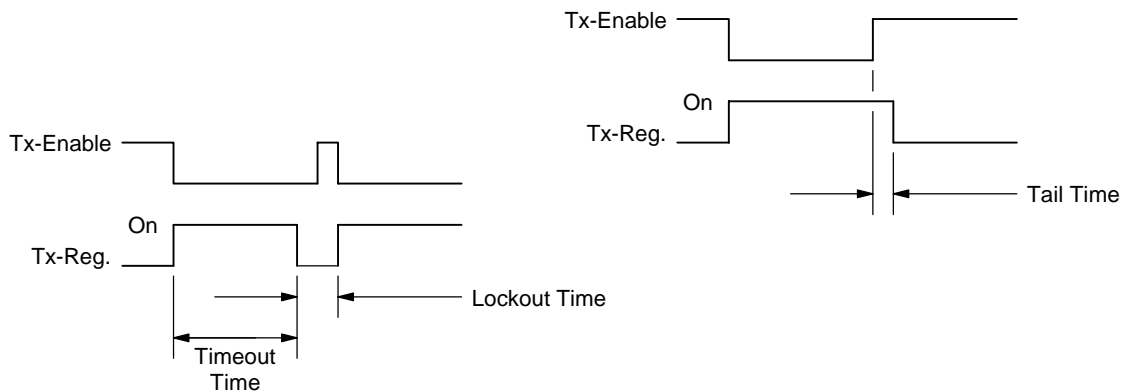 Tx-Enable
On
Tx-Reg.
Lockout Time
Timeout
Time
Tx-Enable
On
Tx-Reg.
Tail Time